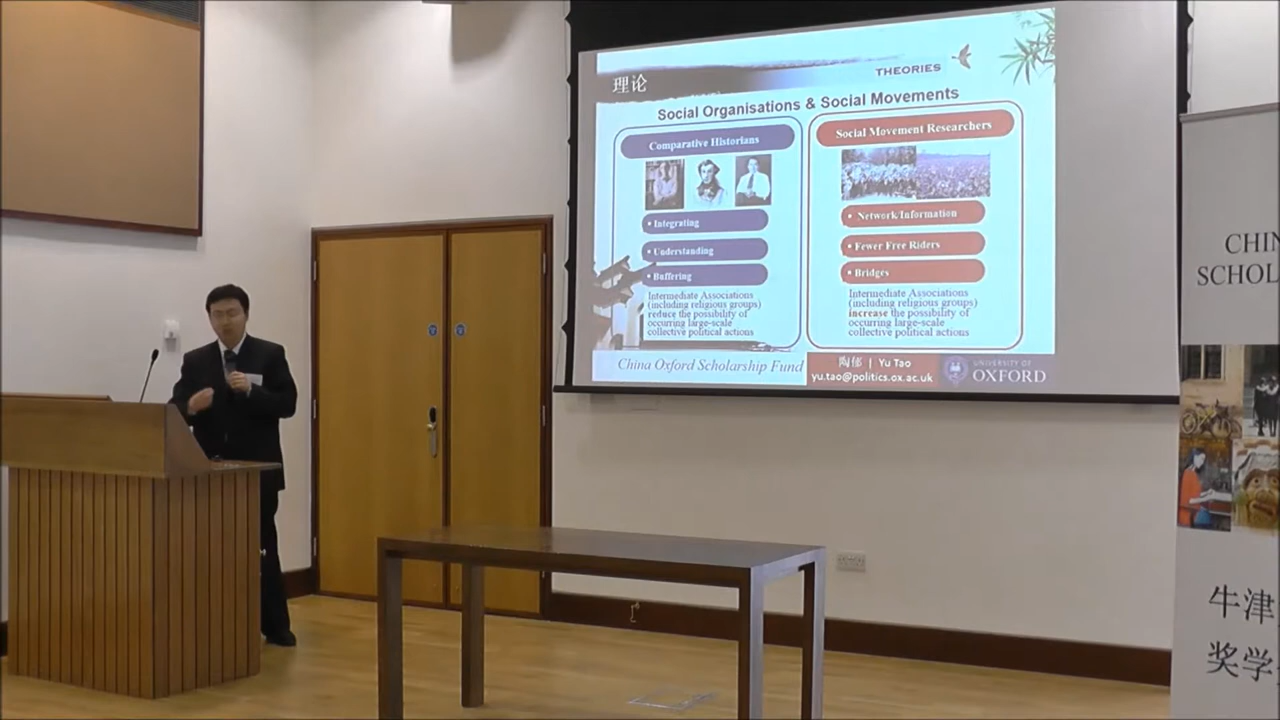 理论
THEORIES
Social Organisations & Social Movements
Comparative Historians
• Integrating
• Understanding
• Buffering
Intermediate Associations
(including religious groups)
reduce the possibility of
occurring large-scale
collective political actions
Social Movement Researchers
• Network/Information
• Fewer Free Riders
• Bridges
Intermediate Associations
(including religious groups)
increase the possibility of
occurring large-scale
collective political actions
China Oxford Scholarship Fund
陶郁 | Yu Tao
yu.tao@politics.ox.ac.uk
UNIVERSITY OF
OXFORD
CHIN
SCHOL
牛津
奖学